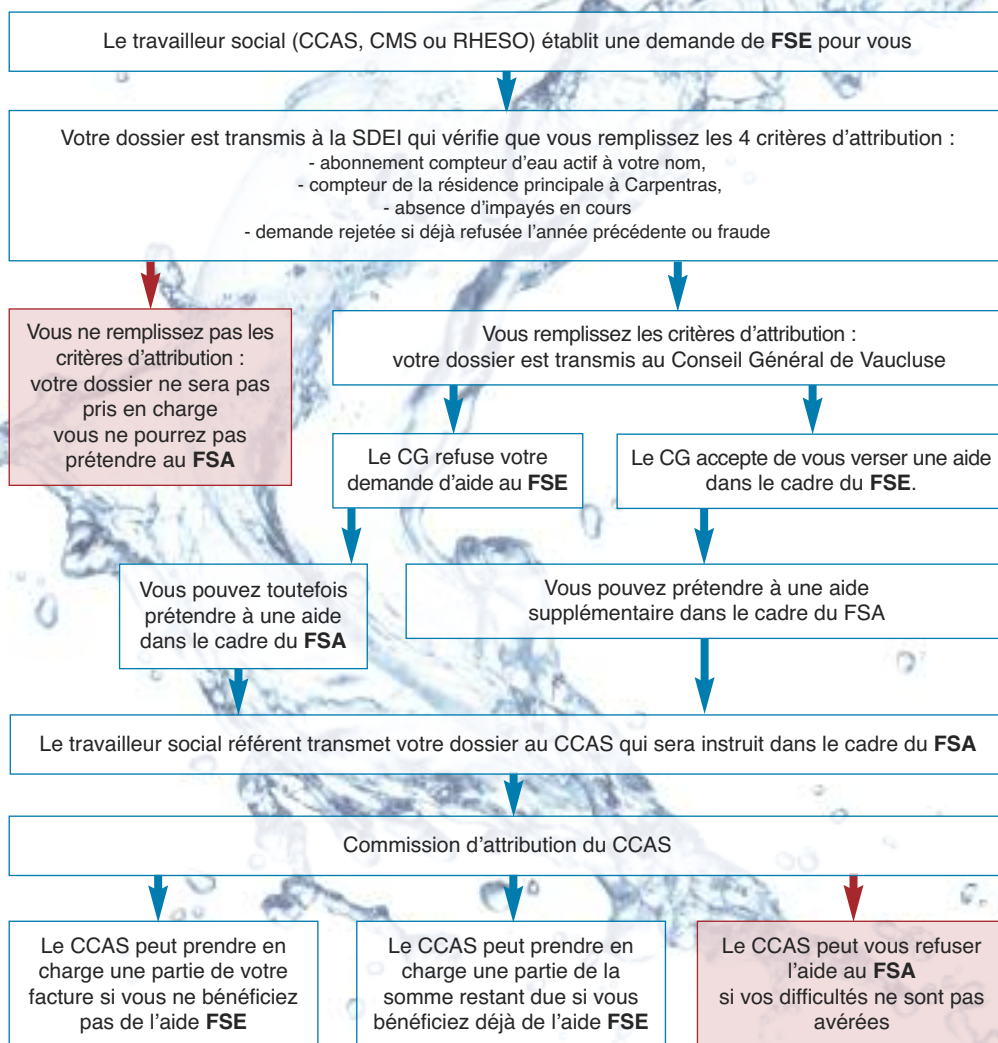 Le travailleur social (CCAS, CMS ou RHESO) établit une demande de FSE pour vous
Votre dossier est transmis à la SDEI qui vérifie que vous remplissez les 4 critères d'attribution :
- abonnement compteur d'eau actif à votre nom,
- compteur de la résidence principale à Carpentras,
- absence d'impayés en cours
- demande rejetée si déjà refusée l'année précédente ou fraude
Vous ne remplissez pas les
critères d'attribution :
votre dossier ne sera pas
pris en charge
vous ne pourrez pas
prétendre au FSA
Vous remplissez les critères d'attribution :
votre dossier est transmis au Conseil Général de Vaucluse
Le CG refuse votre
demande d'aide au FSE
Le CG accepte de vous verser une aide
dans le cadre du FSE.
Vous pouvez toutefois
prétendre à une aide
dans le cadre du FSA
Vous pouvez prétendre à une aide
supplémentaire dans le cadre du FSA
Le travailleur social référent transmet votre dossier au CCAS qui sera instruit dans le cadre du FSA
Commission d'attribution du CCAS
Le CCAS peut prendre en
charge une partie de votre
facture si vous ne bénéficiez
pas de l'aide FSE
Le CCAS peut prendre en
charge une partie de la
somme restant due si vous
bénéficiez déjà de l'aide FSE
Le CCAS peut vous refuser
l'aide au FSA
si vos difficultés ne sont pas
avérées